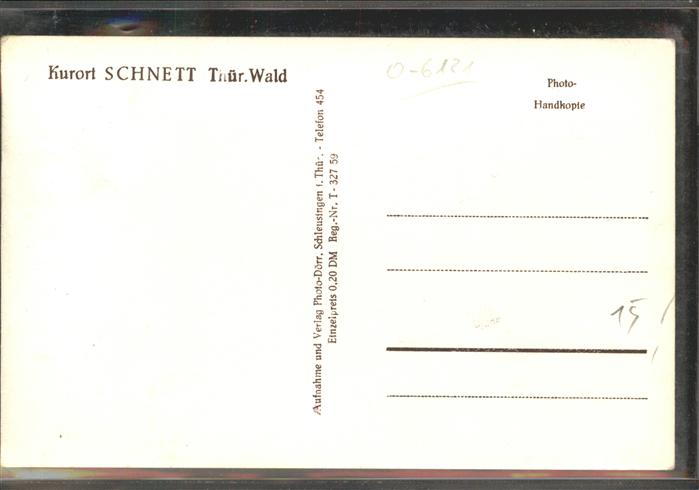 Kurort SCHNETT Thür. Wald
O-6121
Photo-
Handkopie
Aufnahme und Verlag Photo-Dörr, Schleusingen i. Thür. - Telefon 454
Einzelpreis 0,20 DM Reg.-Nr. T - 327 59
15